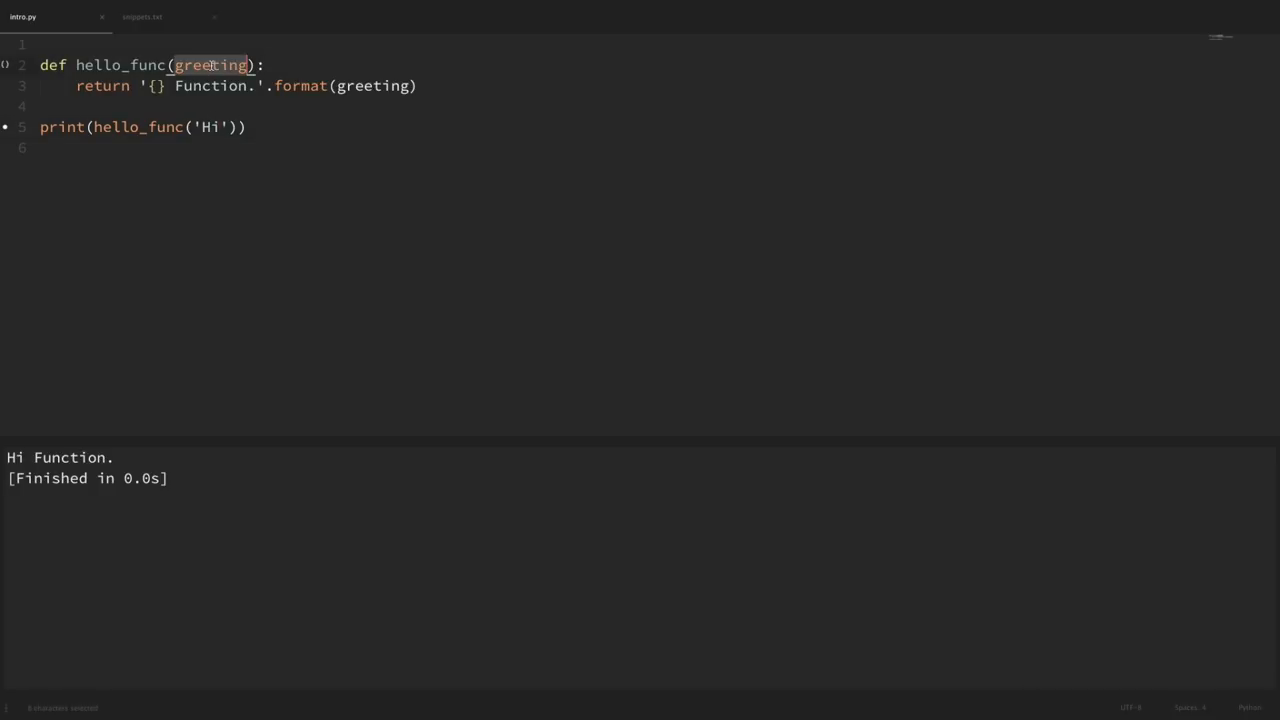 intro.py × snippets.txt ×
1
() 2 def hello_func(greeting):
3     return '{} Function.'.format(greeting)
4
• 5 print(hello_func('Hi'))
6
Hi Function.
[Finished in 0.0s]
8 characters selected UTF-8 Spaces: 4 Python